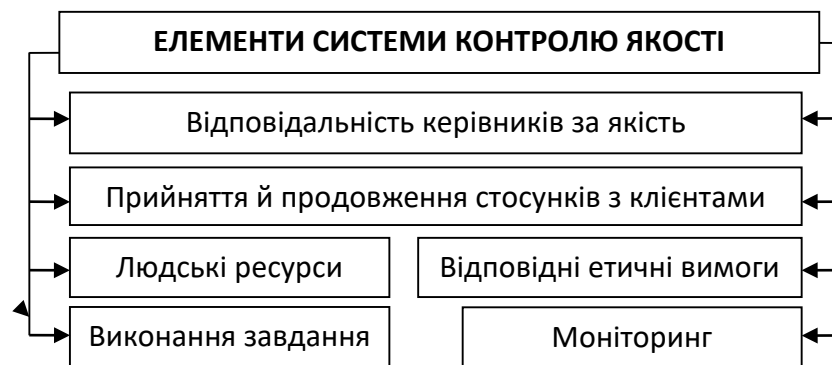 ЕЛЕМЕНТИ СИСТЕМИ КОНТРОЛЮ ЯКОСТІ
Відповідальність керівників за якість
Прийняття й продовження стосунків з клієнтами
Людські ресурси
Відповідні етичні вимоги
Виконання завдання
Моніторинг